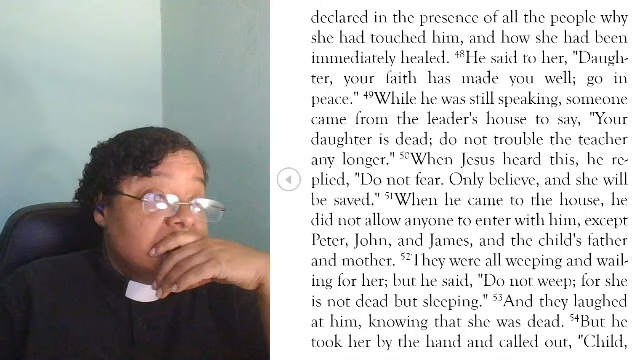 declared in the presence of all the people why
she had touched him, and how she had been
immediately healed. ⁴⁸He said to her, "Daugh-
ter, your faith has made you well; go in
peace." ⁴⁹While he was still speaking, someone
came from the leader's house to say, "Your
daughter is dead; do not trouble the teacher
any longer." ⁵⁰When Jesus heard this, he re-
plied, "Do not fear. Only believe, and she will
be saved." ⁵¹When he came to the house, he
did not allow anyone to enter with him, except
Peter, John, and James, and the child's father
and mother. ⁵²They were all weeping and wail-
ing for her; but he said, "Do not weep; for she
is not dead but sleeping." ⁵³And they laughed
at him, knowing that she was dead. ⁵⁴But he
took her by the hand and called out, "Child,